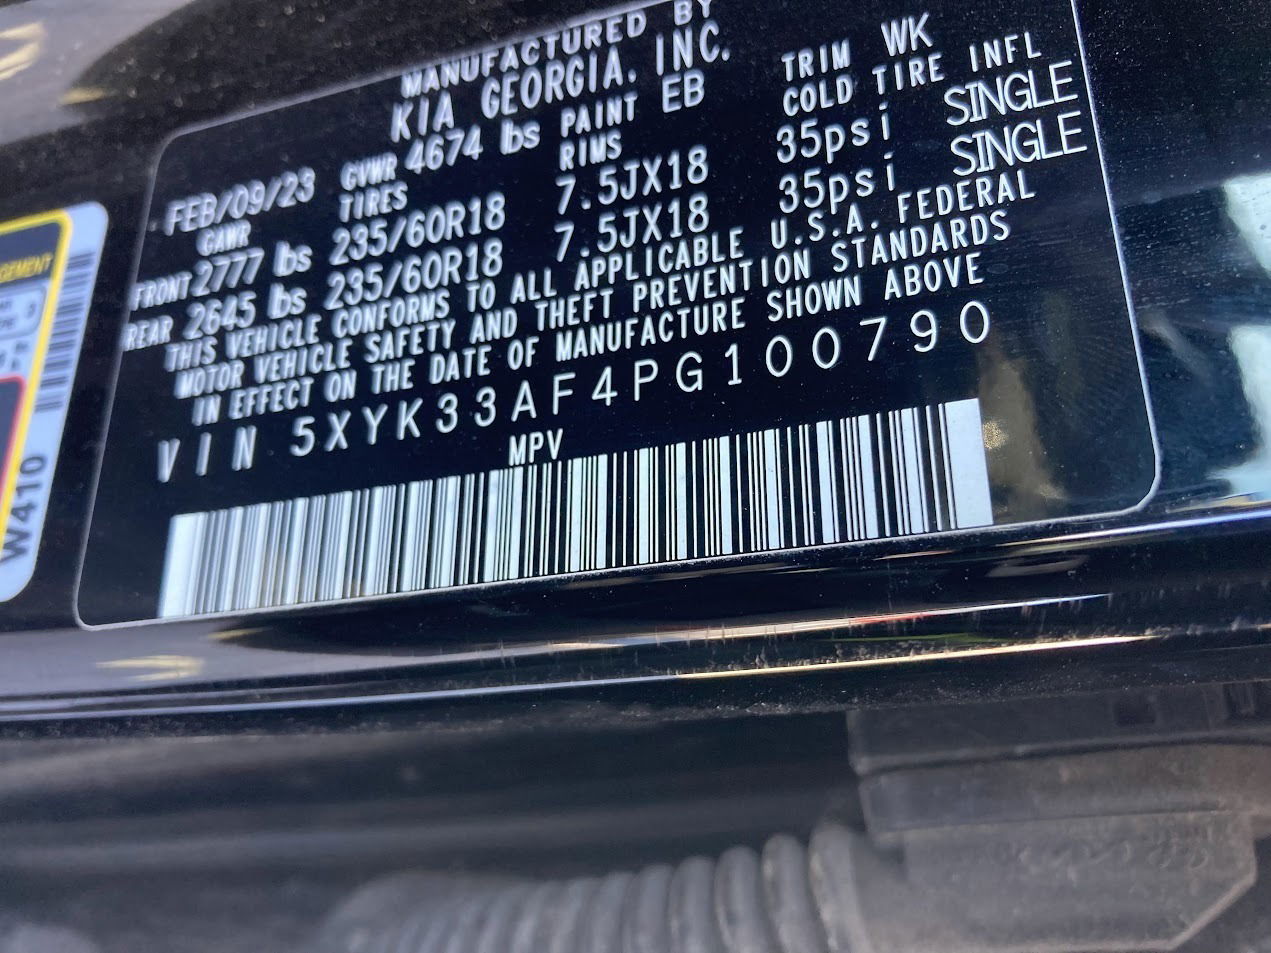 MANUFACTURED BY
KIA GEORGIA. INC.
FEB/09/23 GVWR 4674 lbs PAINT EB TRIM WK
GAWR TIRES RIMS COLD TIRE INFL
FRONT 2777 lbs 235/60R18 7.5JX18 35psi SINGLE
REAR 2645 lbs 235/60R18 7.5JX18 35psi SINGLE
THIS VEHICLE CONFORMS TO ALL APPLICABLE U.S.A. FEDERAL
MOTOR VEHICLE SAFETY AND THEFT PREVENTION STANDARDS
IN EFFECT ON THE DATE OF MANUFACTURE SHOWN ABOVE
VIN 5XYK33AF4PG100790
MPV
W410